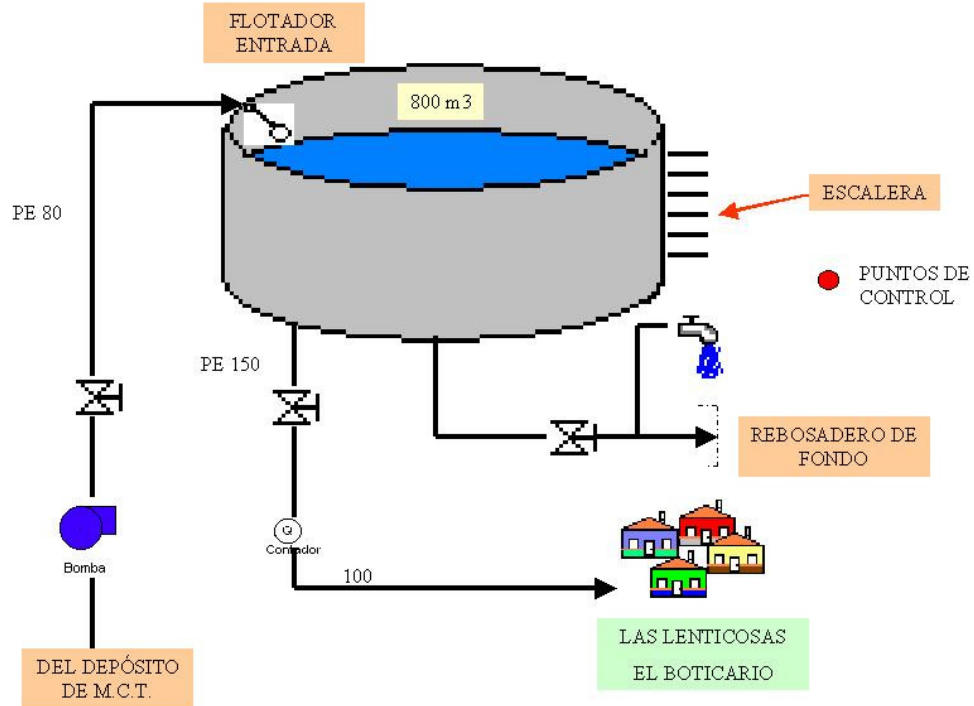 FLOTADOR
ENTRADA
800 m3
PE 80
ESCALERA
PUNTOS DE
CONTROL
PE 150
REBOSADERO DE
FONDO
Bomba
Q
Contador
100
LAS LENTICOSAS
EL BOTICARIO
DEL DEPÓSITO
DE M.C.T.